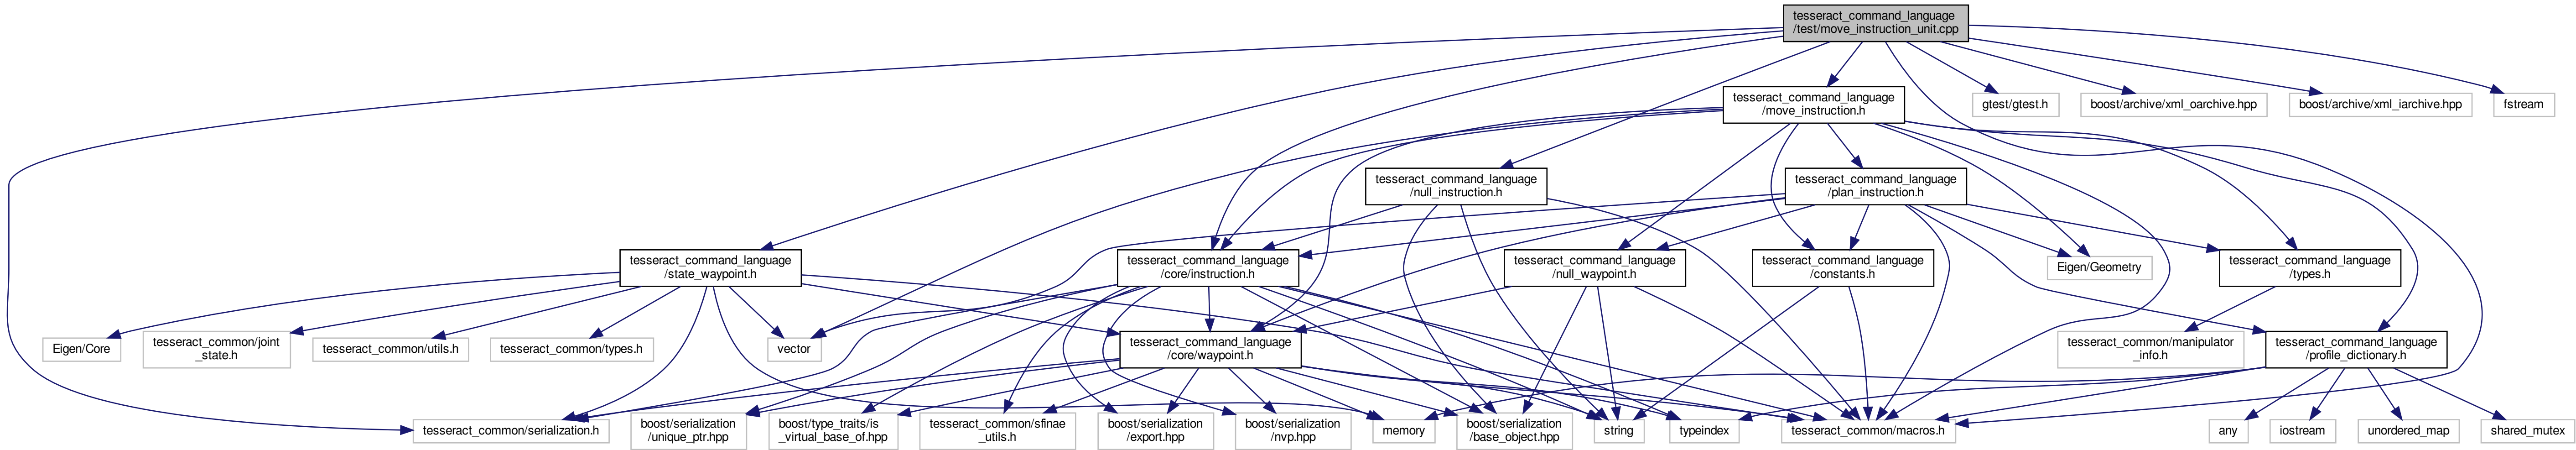 tesseract_command_language
/test/move_instruction_unit.cpp
tesseract_command_language
/move_instruction.h
gtest/gtest.h
boost/archive/xml_oarchive.hpp
boost/archive/xml_iarchive.hpp
fstream
tesseract_command_language
/null_instruction.h
tesseract_command_language
/plan_instruction.h
tesseract_command_language
/state_waypoint.h
tesseract_command_language
/core/instruction.h
tesseract_command_language
/null_waypoint.h
tesseract_command_language
/constants.h
Eigen/Geometry
tesseract_command_language
/types.h
Eigen/Core
tesseract_common/joint
_state.h
tesseract_common/utils.h
tesseract_common/types.h
vector
tesseract_command_language
/core/waypoint.h
tesseract_common/manipulator
_info.h
tesseract_command_language
/profile_dictionary.h
tesseract_common/serialization.h
boost/serialization
/unique_ptr.hpp
boost/type_traits/is
_virtual_base_of.hpp
tesseract_common/sfinae
_utils.h
boost/serialization
/export.hpp
boost/serialization
/nvp.hpp
memory
boost/serialization
/base_object.hpp
string
typeindex
tesseract_common/macros.h
any
iostream
unordered_map
shared_mutex